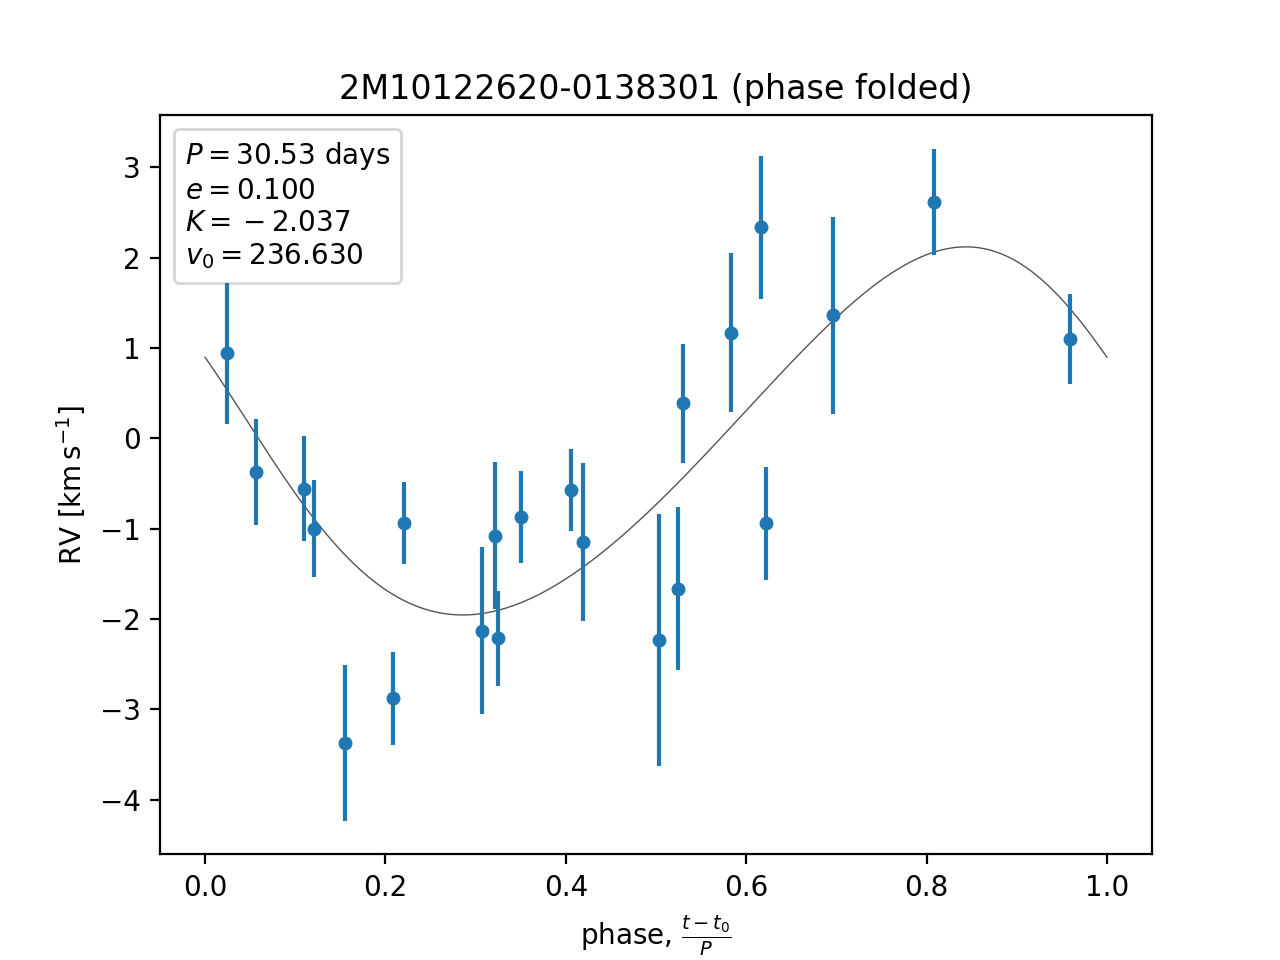 2M10122620-0138301 (phase folded)
P = 30.53 days
e = 0.100
K = −2.037
v₀ = 236.630
3
2
1
0
−1
−2
−3
−4
RV [km s⁻¹]
0.0 0.2 0.4 0.6 0.8 1.0
phase, (t − t₀)/P